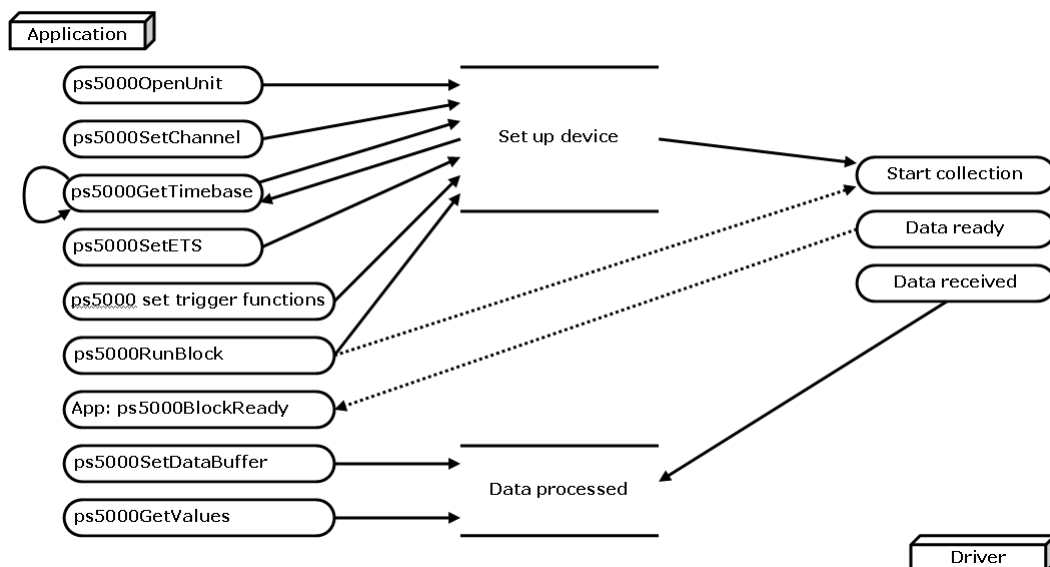 Application
ps5000OpenUnit
ps5000SetChannel
Set up device
ps5000GetTimebase
Start collection
ps5000SetETS
Data ready
ps5000 set trigger functions
Data received
ps5000RunBlock
App: ps5000BlockReady
ps5000SetDataBuffer
Data processed
ps5000GetValues
Driver